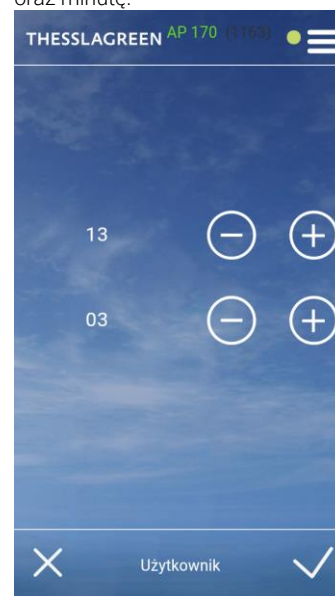 oraz minutę.
THESSLAGREEN AP 170 (1163)
13
03
Użytkownik